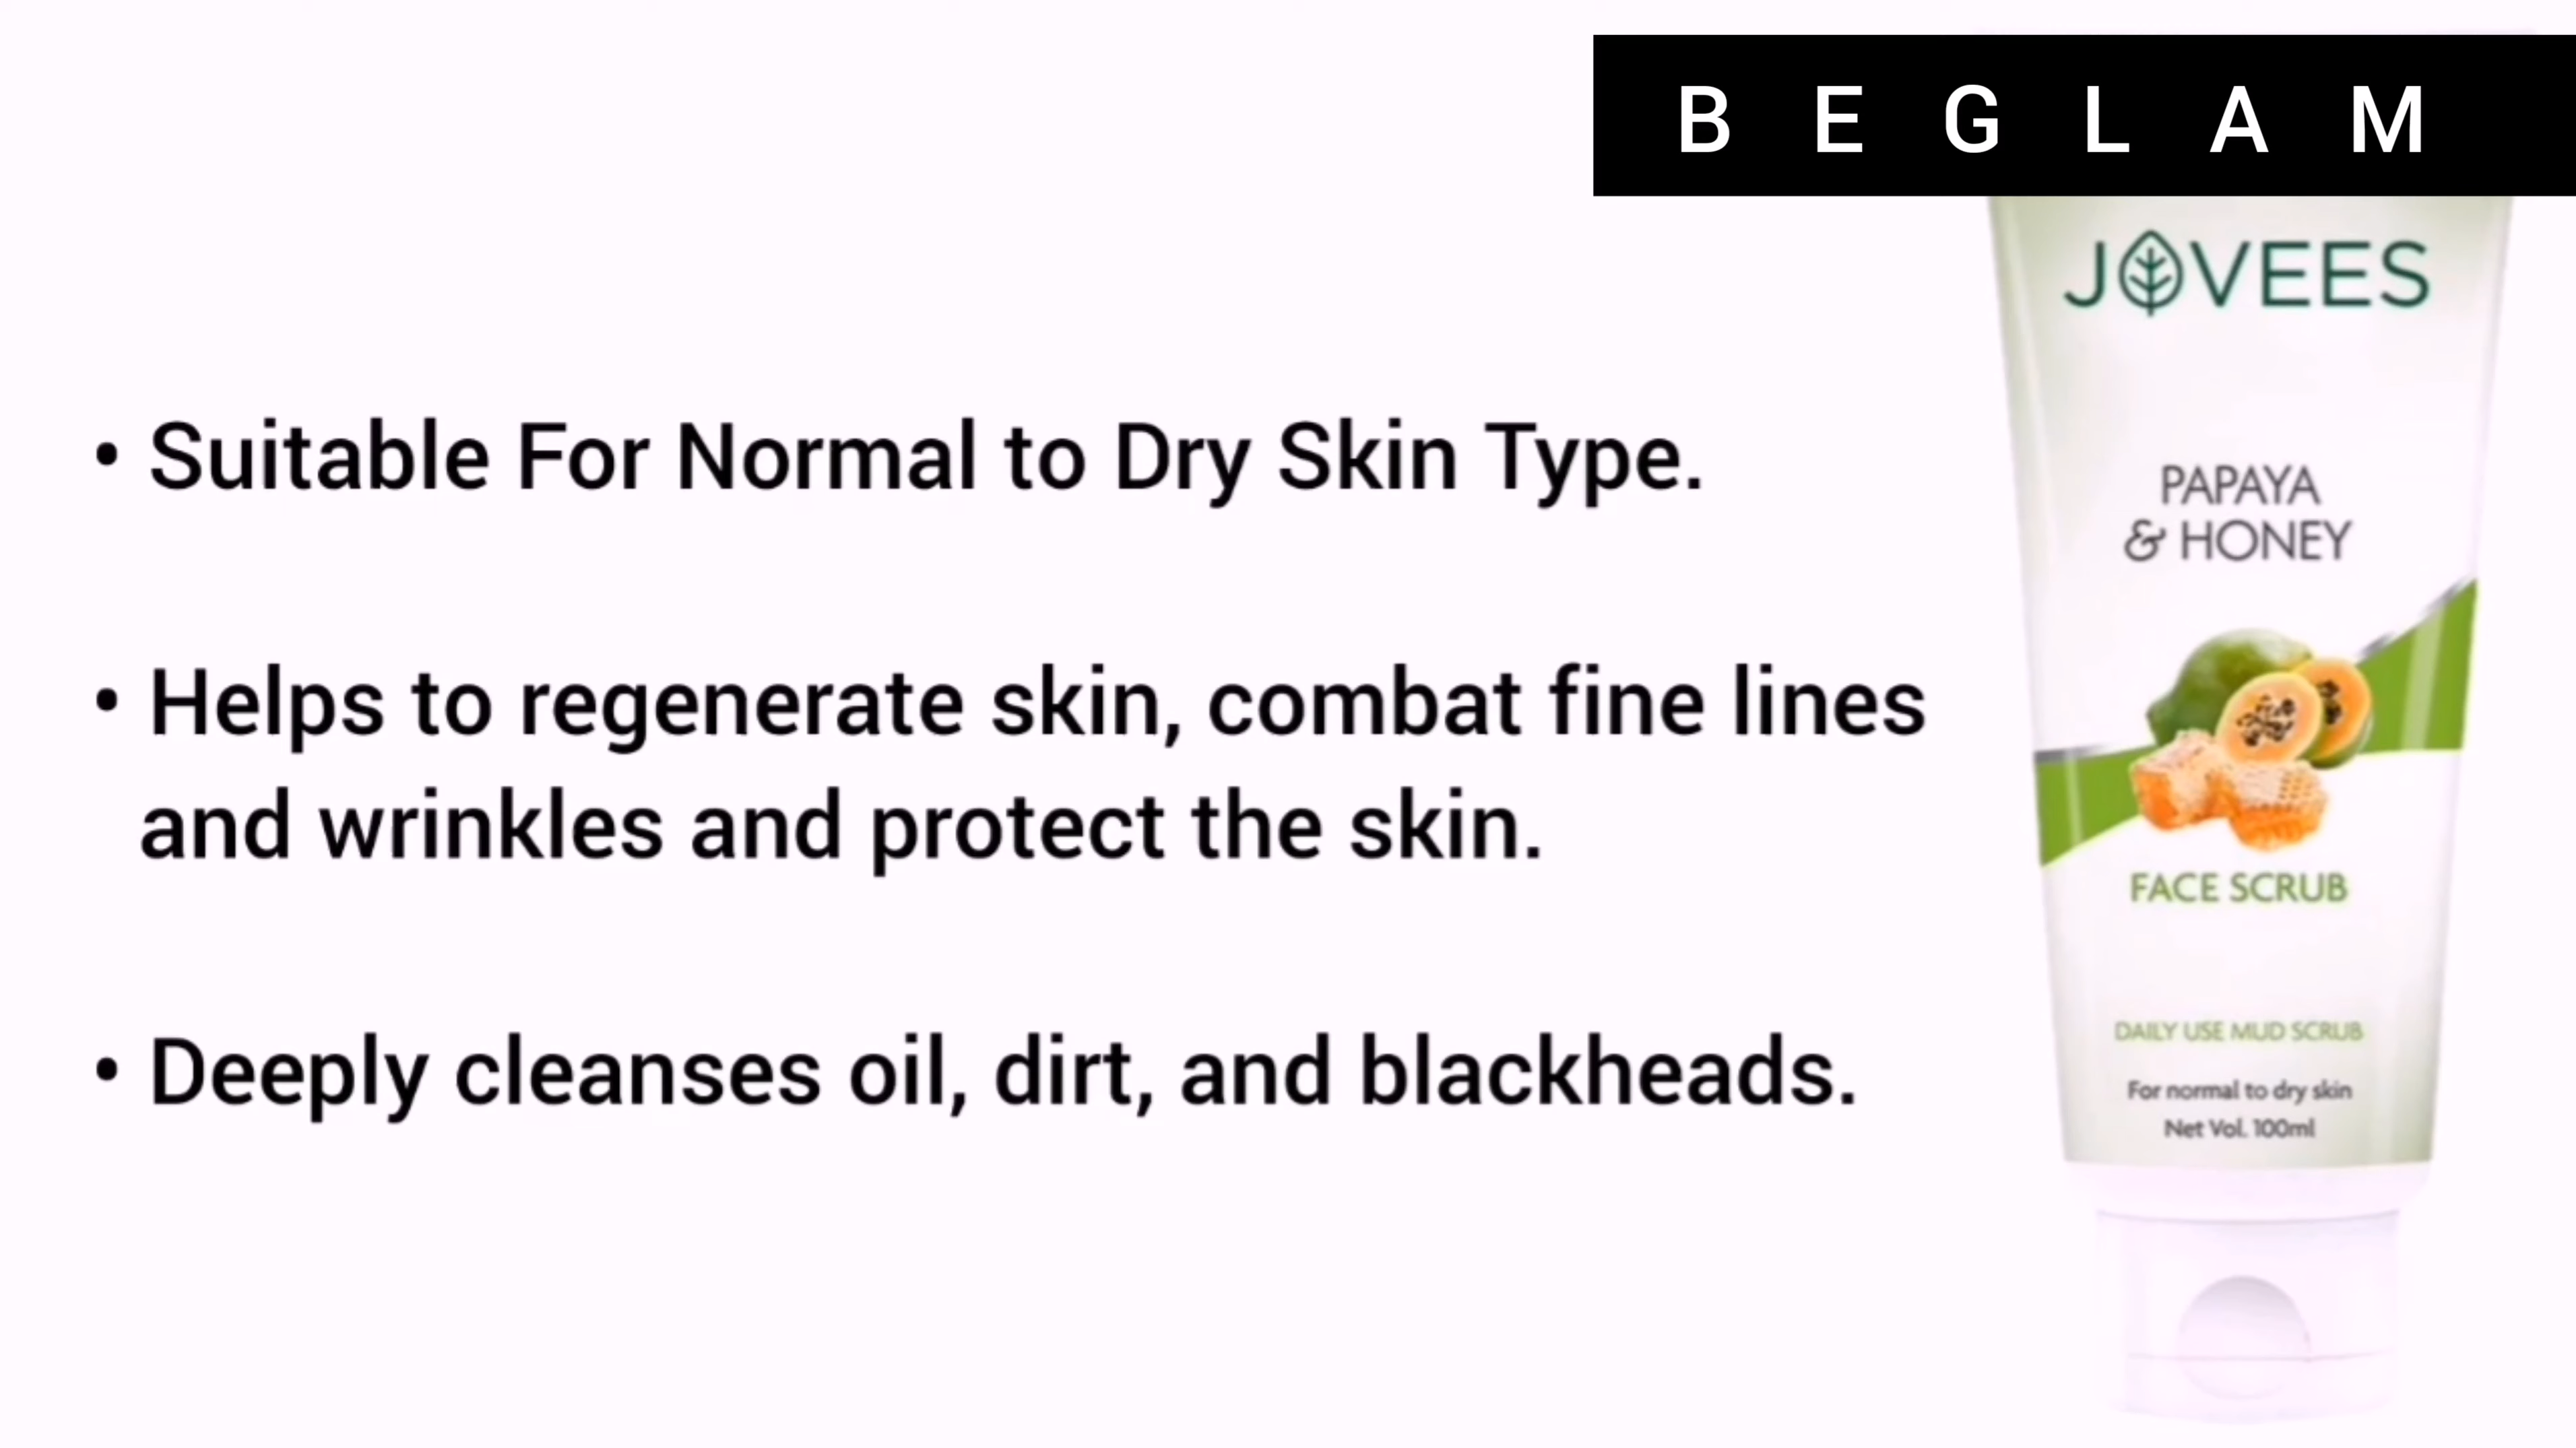 BEGLAM
JOVEES
PAPAYA
& HONEY
FACE SCRUB
DAILY USE MUD SCRUB
For normal to dry skin
Net Vol. 100ml
• Suitable For Normal to Dry Skin Type.
• Helps to regenerate skin, combat fine lines
and wrinkles and protect the skin.
• Deeply cleanses oil, dirt, and blackheads.